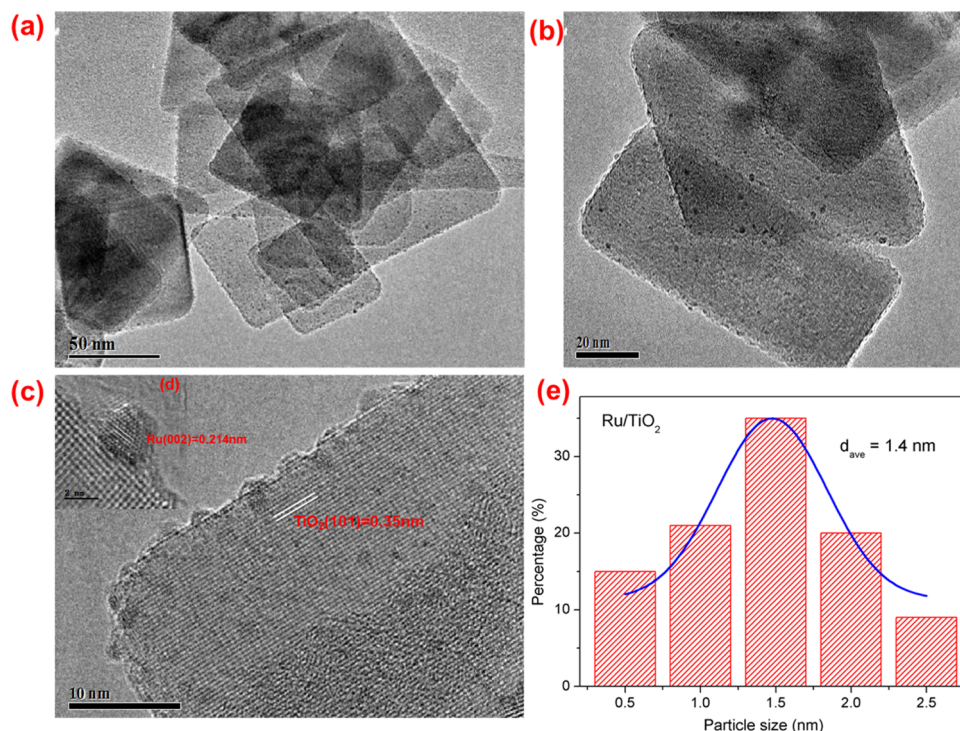 (a)
50 nm
(b)
20 nm
(c)
(d)
Ru(002)=0.214nm
2 nm
TiO2(101)=0.35nm
10 nm
(e)
Ru/TiO2
dave = 1.4 nm
Percentage (%)
30
20
10
0
0.5 1.0 1.5 2.0 2.5
Particle size (nm)